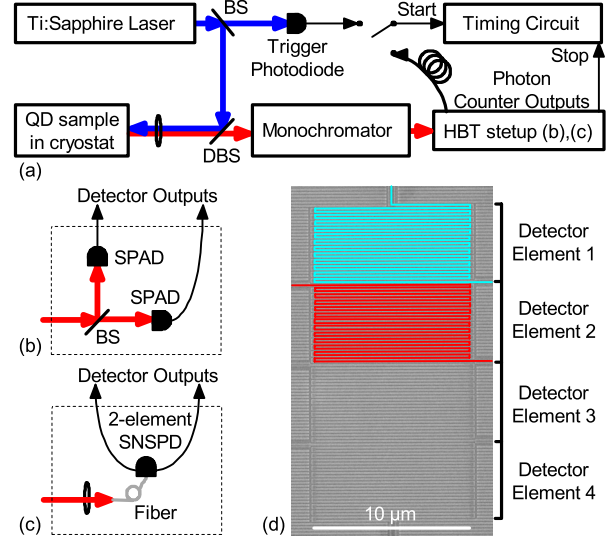 (a)
Ti:Sapphire Laser
BS
Trigger
Photodiode
Start
Timing Circuit
Stop
Photon
Counter Outputs
QD sample
in cryostat
DBS
Monochromator
HBT stetup (b),(c)
(b)
Detector Outputs
SPAD
SPAD
BS
(c)
Detector Outputs
2-element
SNSPD
Fiber
(d)
Detector
Element 1
Detector
Element 2
Detector
Element 3
Detector
Element 4
10 µm